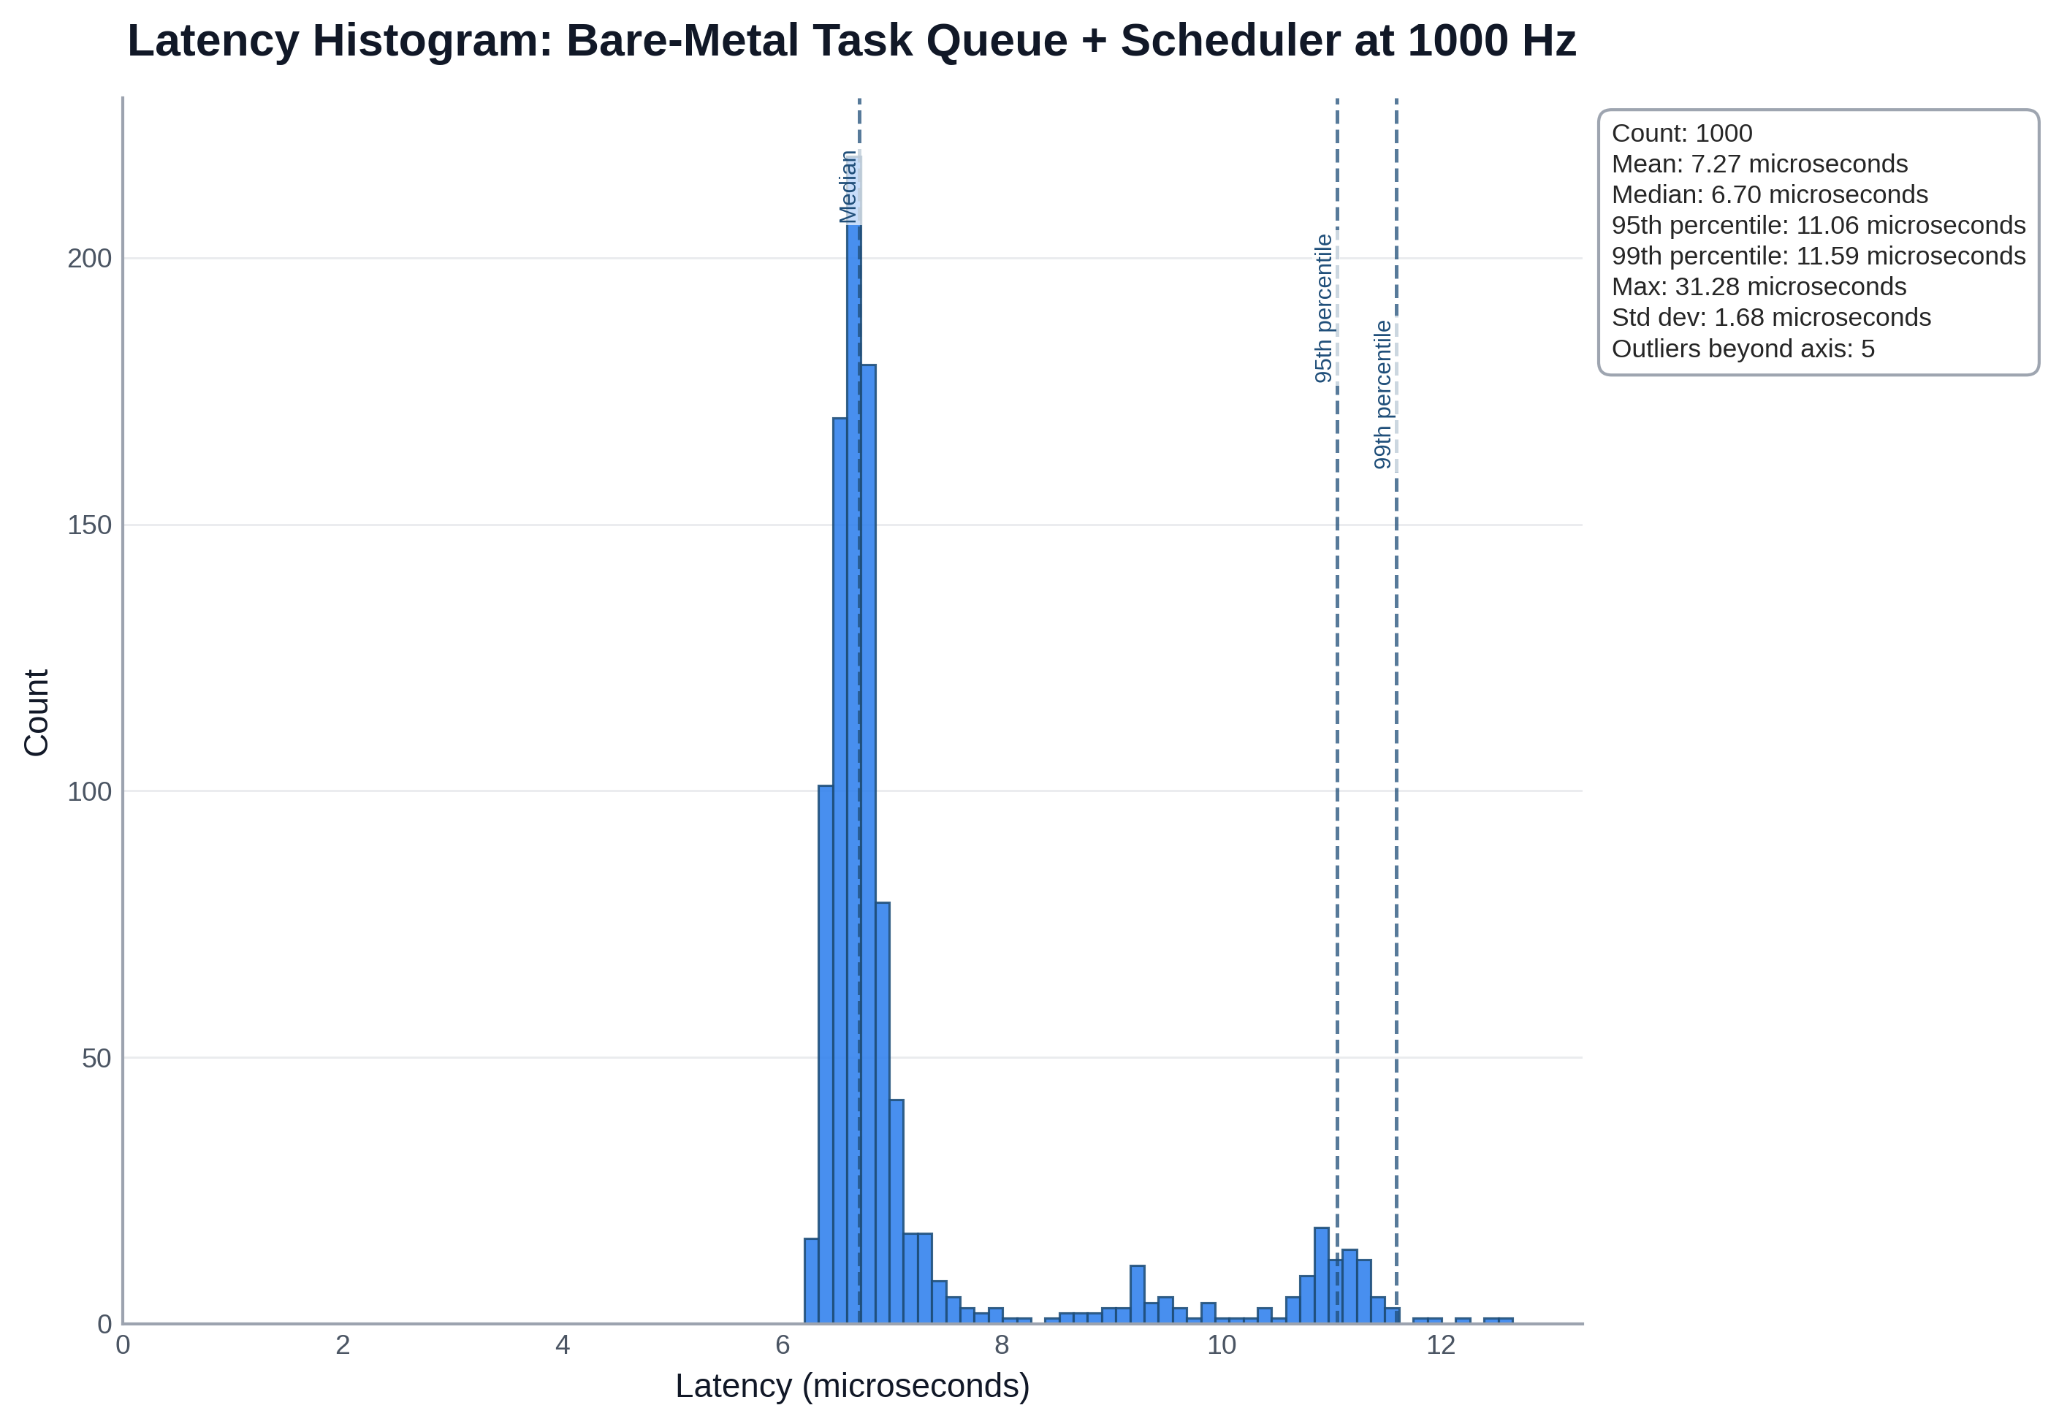 Latency Histogram: Bare-Metal Task Queue + Scheduler at 1000 Hz
Count: 1000
Mean: 7.27 microseconds
Median: 6.70 microseconds
95th percentile: 11.06 microseconds
99th percentile: 11.59 microseconds
Max: 31.28 microseconds
Std dev: 1.68 microseconds
Outliers beyond axis: 5
Median
95th percentile
99th percentile
Count
200
150
100
50
0
0 2 4 6 8 10 12
Latency (microseconds)